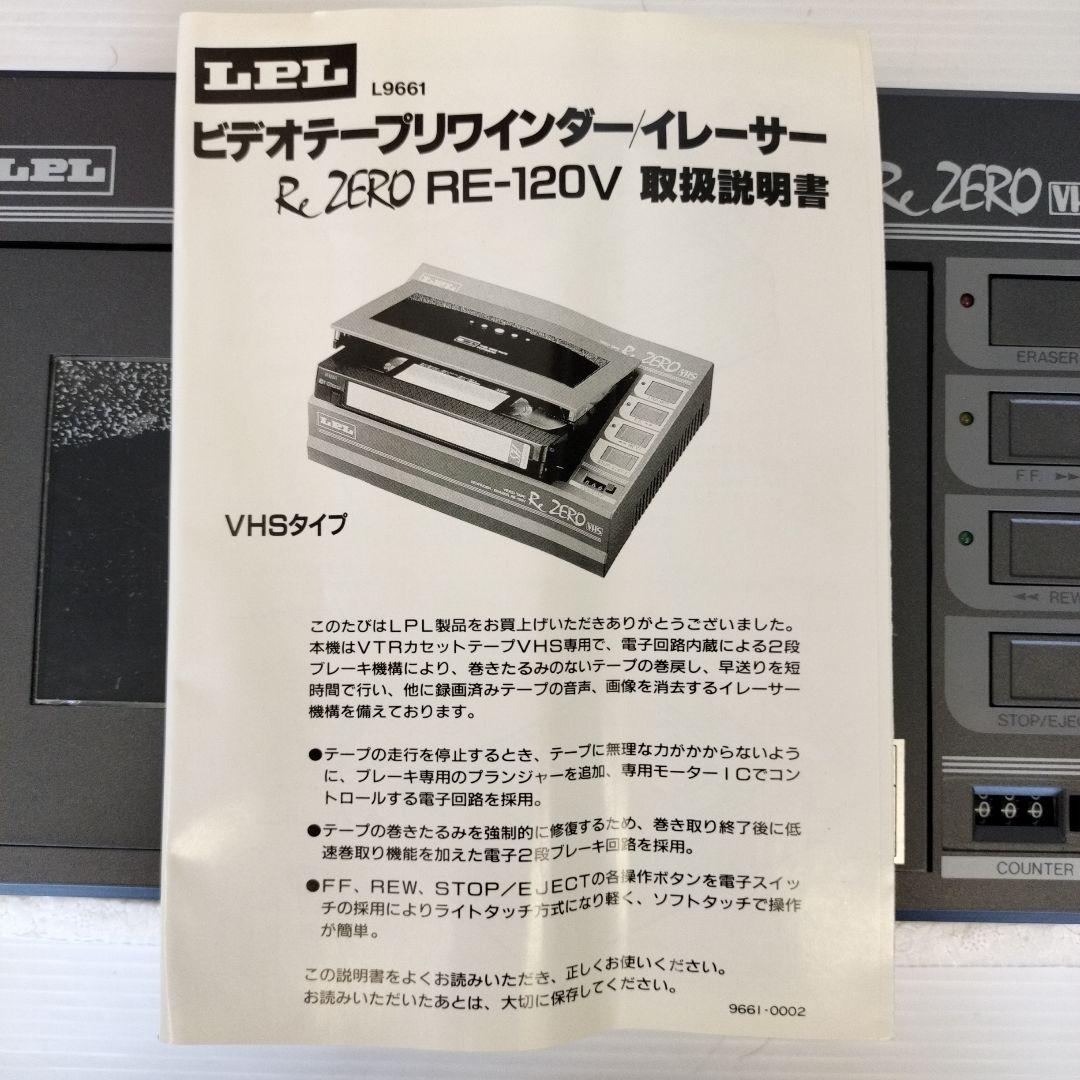 LPL L9661
ビデオテープリワインダー/イレーサー
Re ZERO RE-120V 取扱説明書
LPL
Re ZERO VHS
LPL
Re ZERO VHS
Re ZERO VHS
VHSタイプ
このたびはLPL製品をお買上げいただきありがとうございました。
本機はVTRカセットテープVHS専用で、電子回路内蔵による2段
ブレーキ機構により、巻きたるみのないテープの巻戻し、早送りを短
時間で行い、他に録画済みテープの音声、画像を消去するイレーサー
機構を備えております。
●テープの走行を停止するとき、テープに無理な力がかからないよう
に、ブレーキ専用のプランジャーを追加、専用モーターICでコン
トロールする電子回路を採用。
●テープの巻きたるみを強制的に修復するため、巻き取り終了後に低
速巻取り機能を加えた電子2段ブレーキ回路を採用。
●FF、REW、STOP/EJECTの各操作ボタンを電子スイッ
チの採用によりライトタッチ方式になり軽く、ソフトタッチで操作
が簡単。
この説明書をよくお読みいただき、正しくお使いください。
お読みいただいたあとは、大切に保存してください。
9661-0002
ERASER
FF ▶▶
◀◀ REW
STOP/EJEC
000
COUNTER